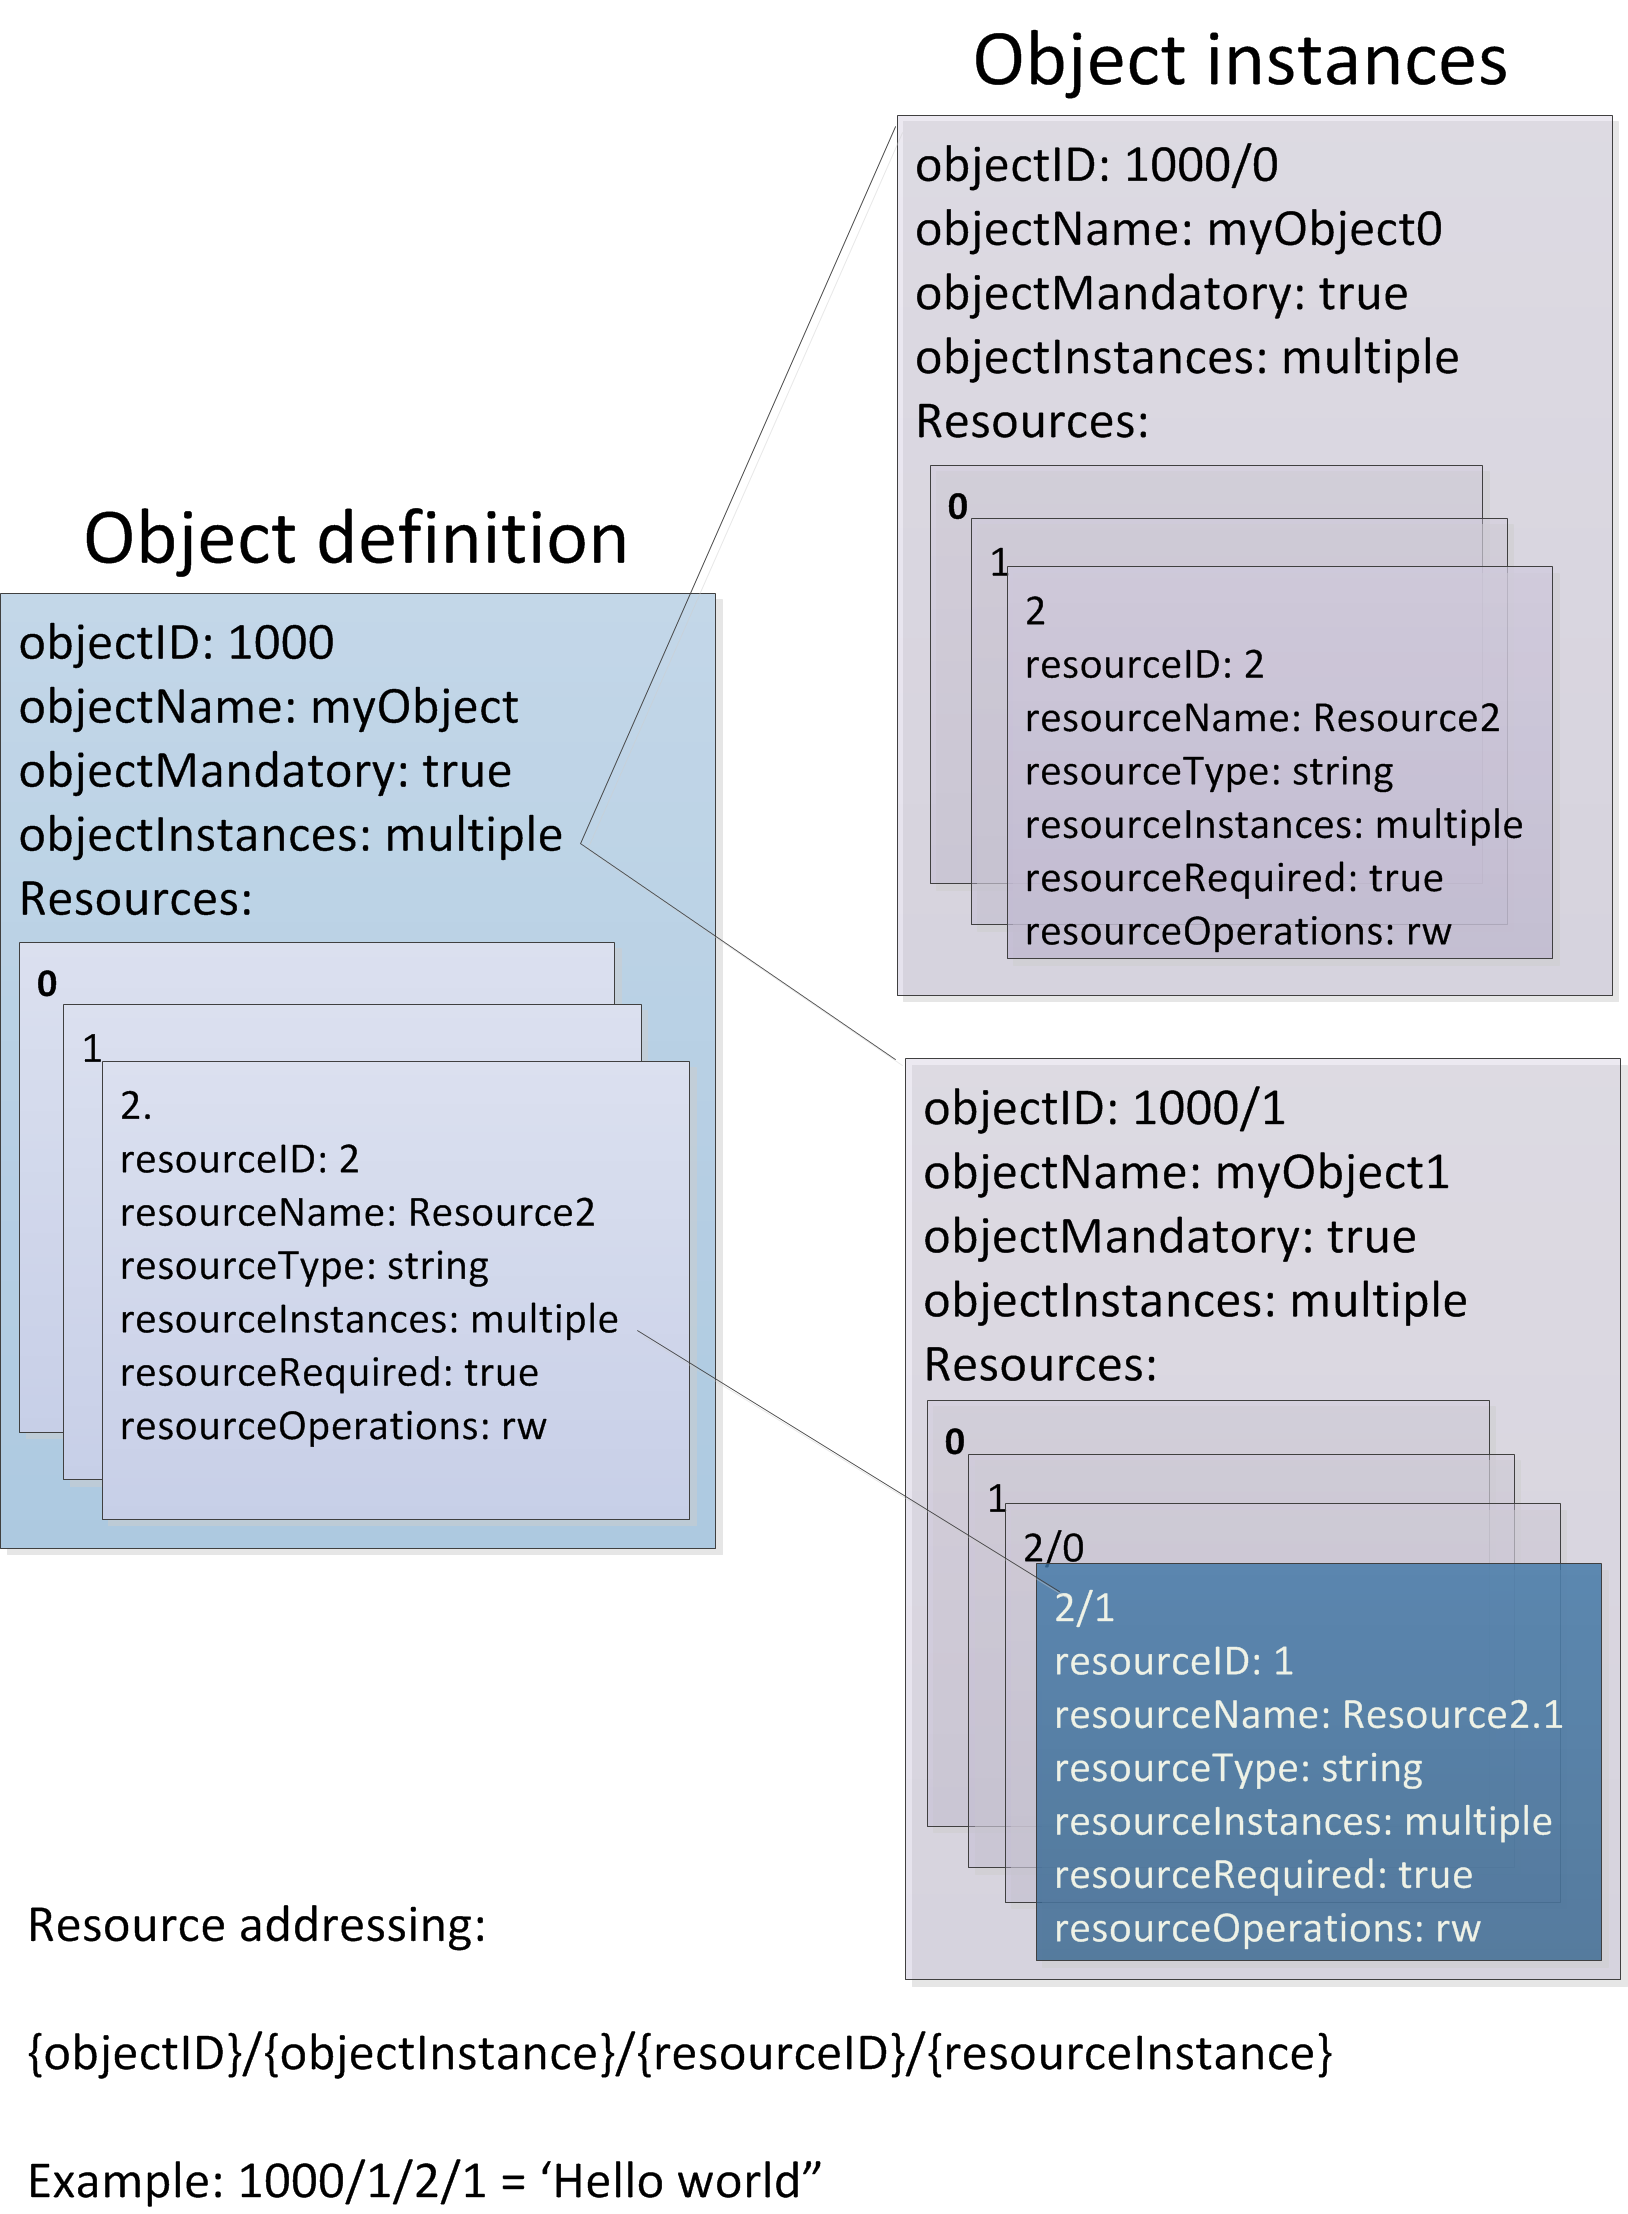 Object instances
objectID: 1000/0
objectName: myObject0
objectMandatory: true
objectInstances: multiple
Resources:
0
1
2
resourceID: 2
resourceName: Resource2
resourceType: string
resourceInstances: multiple
resourceRequired: true
resourceOperations: rw
Object definition
objectID: 1000
objectName: myObject
objectMandatory: true
objectInstances: multiple
Resources:
0
1
2.
resourceID: 2
resourceName: Resource2
resourceType: string
resourceInstances: multiple
resourceRequired: true
resourceOperations: rw
objectID: 1000/1
objectName: myObject1
objectMandatory: true
objectInstances: multiple
Resources:
0
1
2/0
2/1
resourceID: 1
resourceName: Resource2.1
resourceType: string
resourceInstances: multiple
resourceRequired: true
resourceOperations: rw
Resource addressing:
{objectID}/{objectInstance}/{resourceID}/{resourceInstance}
Example: 1000/1/2/1 = ‘Hello world”